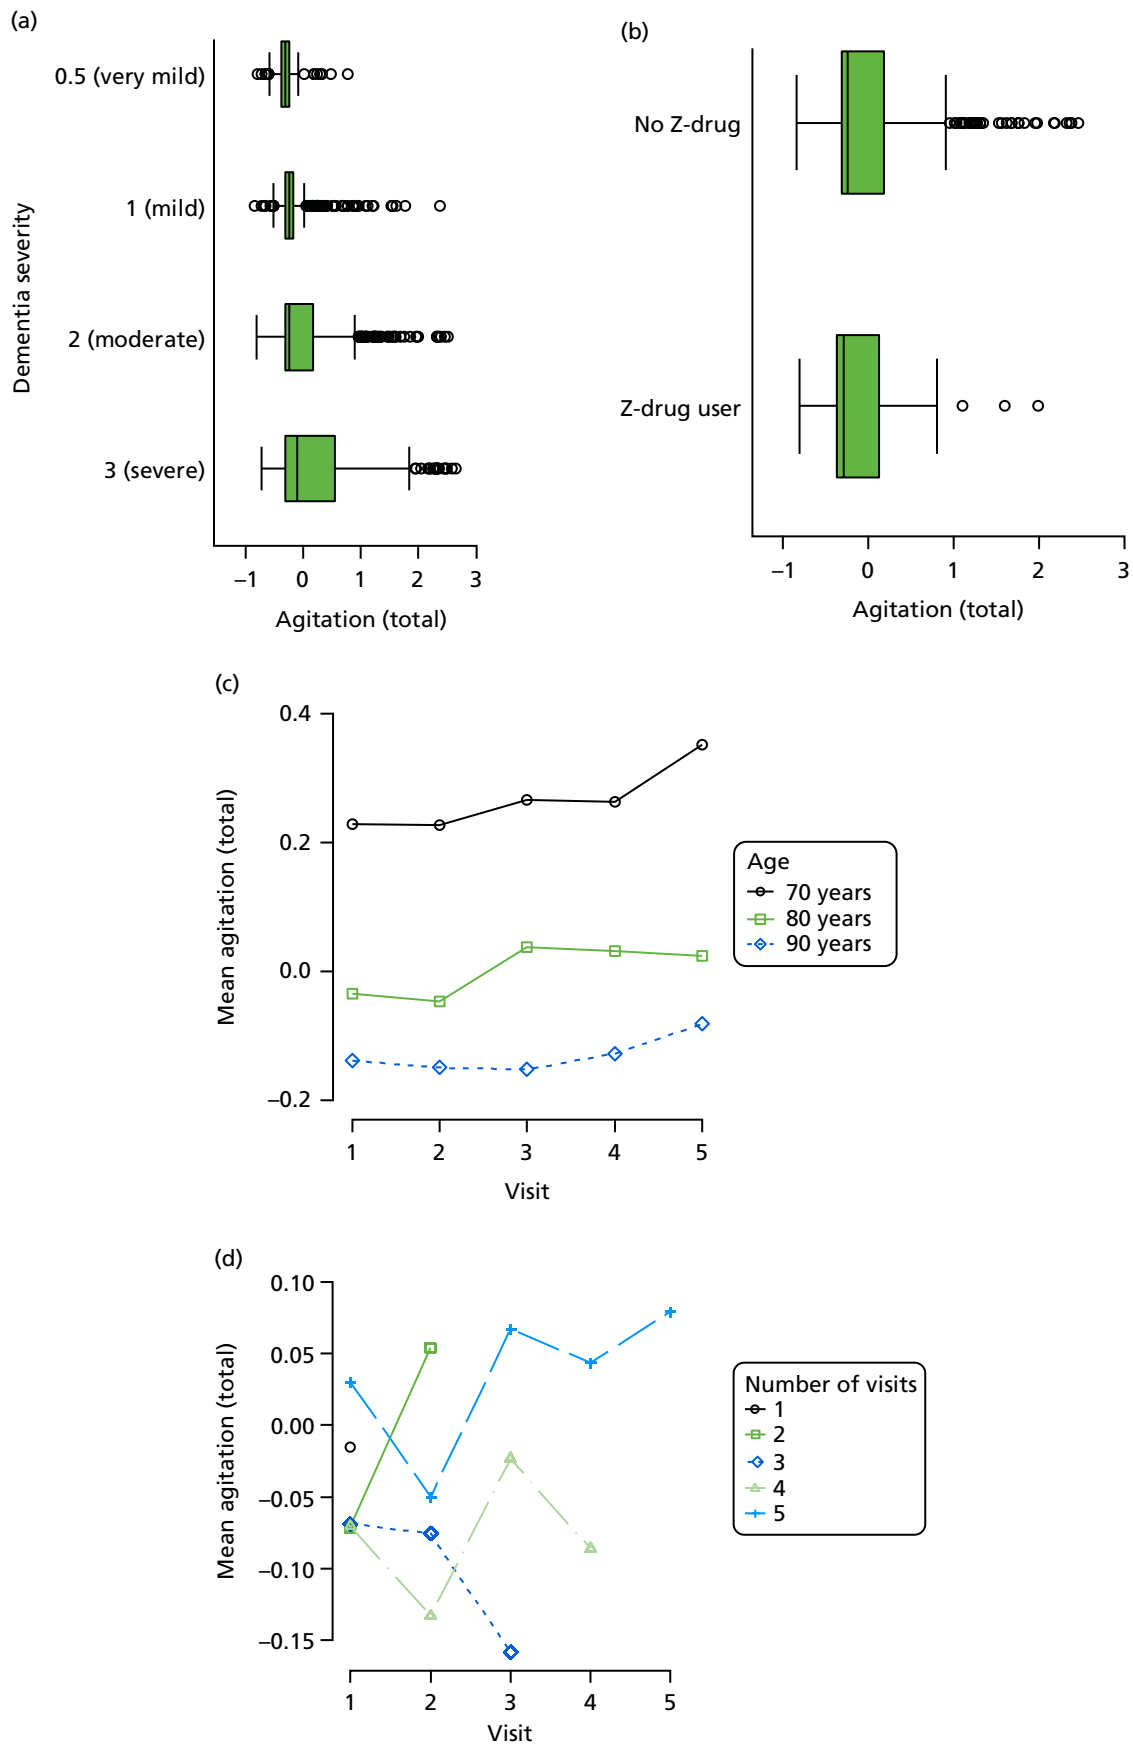 (a)
0.5 (very mild)
1 (mild)
2 (moderate)
3 (severe)
Dementia severity
−1 0 1 2 3
Agitation (total)
(b)
No Z-drug
Z-drug user
−1 0 1 2 3
Agitation (total)
(c)
0.4
0.2
0.0
−0.2
Mean agitation (total)
1 2 3 4 5
Visit
Age
70 years
80 years
90 years
(d)
0.10
0.05
0.00
−0.05
−0.10
−0.15
Mean agitation (total)
1 2 3 4 5
Visit
Number of visits
1
2
3
4
5